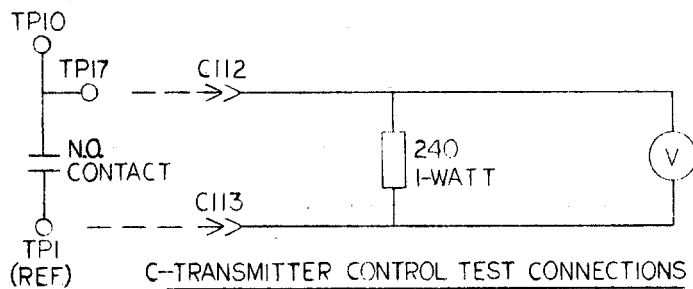 TP10
TP17
C112
N.O.
CONTACT
240
1-WATT
V
C113
TP1
(REF.)
C--TRANSMITTER CONTROL TEST CONNECTIONS